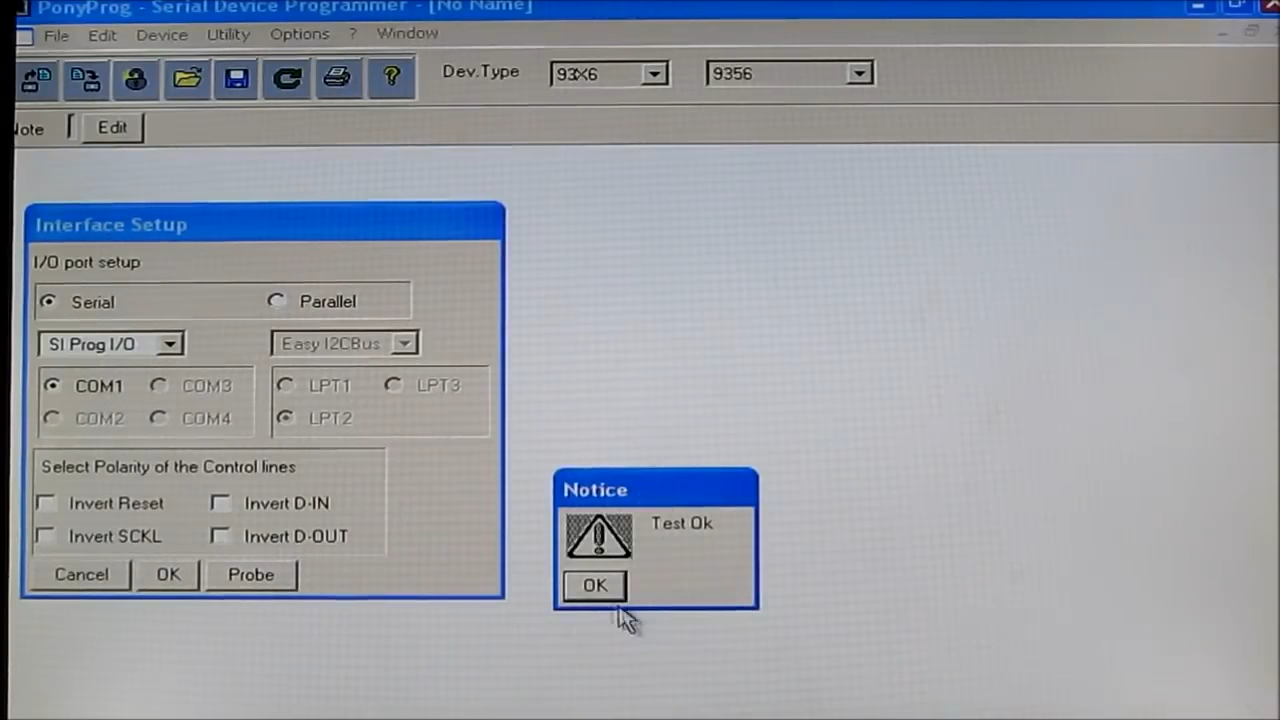 PonyProg - Serial Device Programmer - [No Name]
File Edit Device Utility Options ? Window
Dev.Type 93X6 9356
Note Edit
Interface Setup
I/O port setup
Serial Parallel
SI Prog I/O Easy I2CBus
COM1 COM3 LPT1 LPT3
COM2 COM4 LPT2
Select Polarity of the Control lines
Invert Reset Invert D-IN
Invert SCKL Invert D-OUT
Cancel OK Probe
Notice
Test Ok
OK